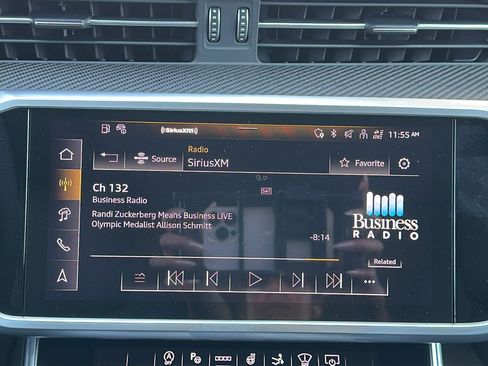 ((SiriusXM))
11:55 AM
Source
Radio
SiriusXM
Favorite
SAT
Ch 132
Business Radio
Randi Zuckerberg Means Business LIVE
Olympic Medalist Allison Schmitt
-8:14
Business
RADIO
Related